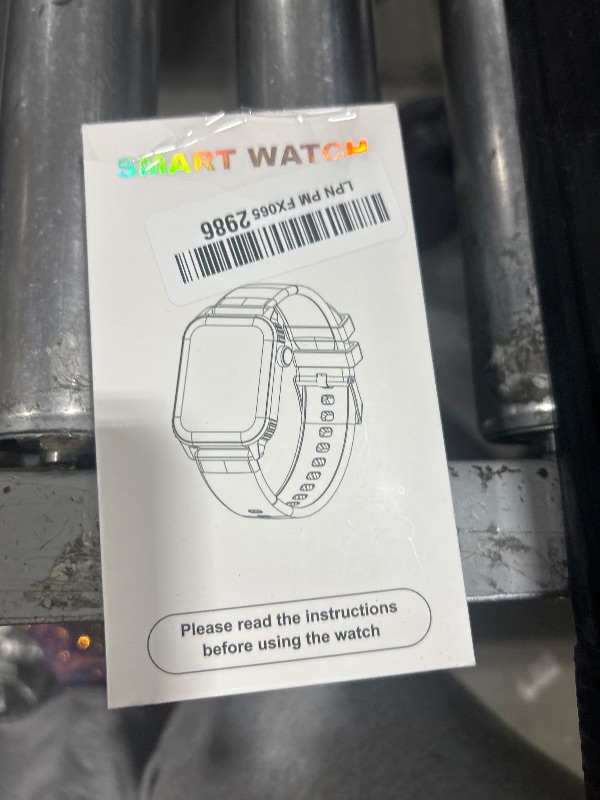 SMART WATCH
LPN PM FX065 2986
Please read the instructions
before using the watch